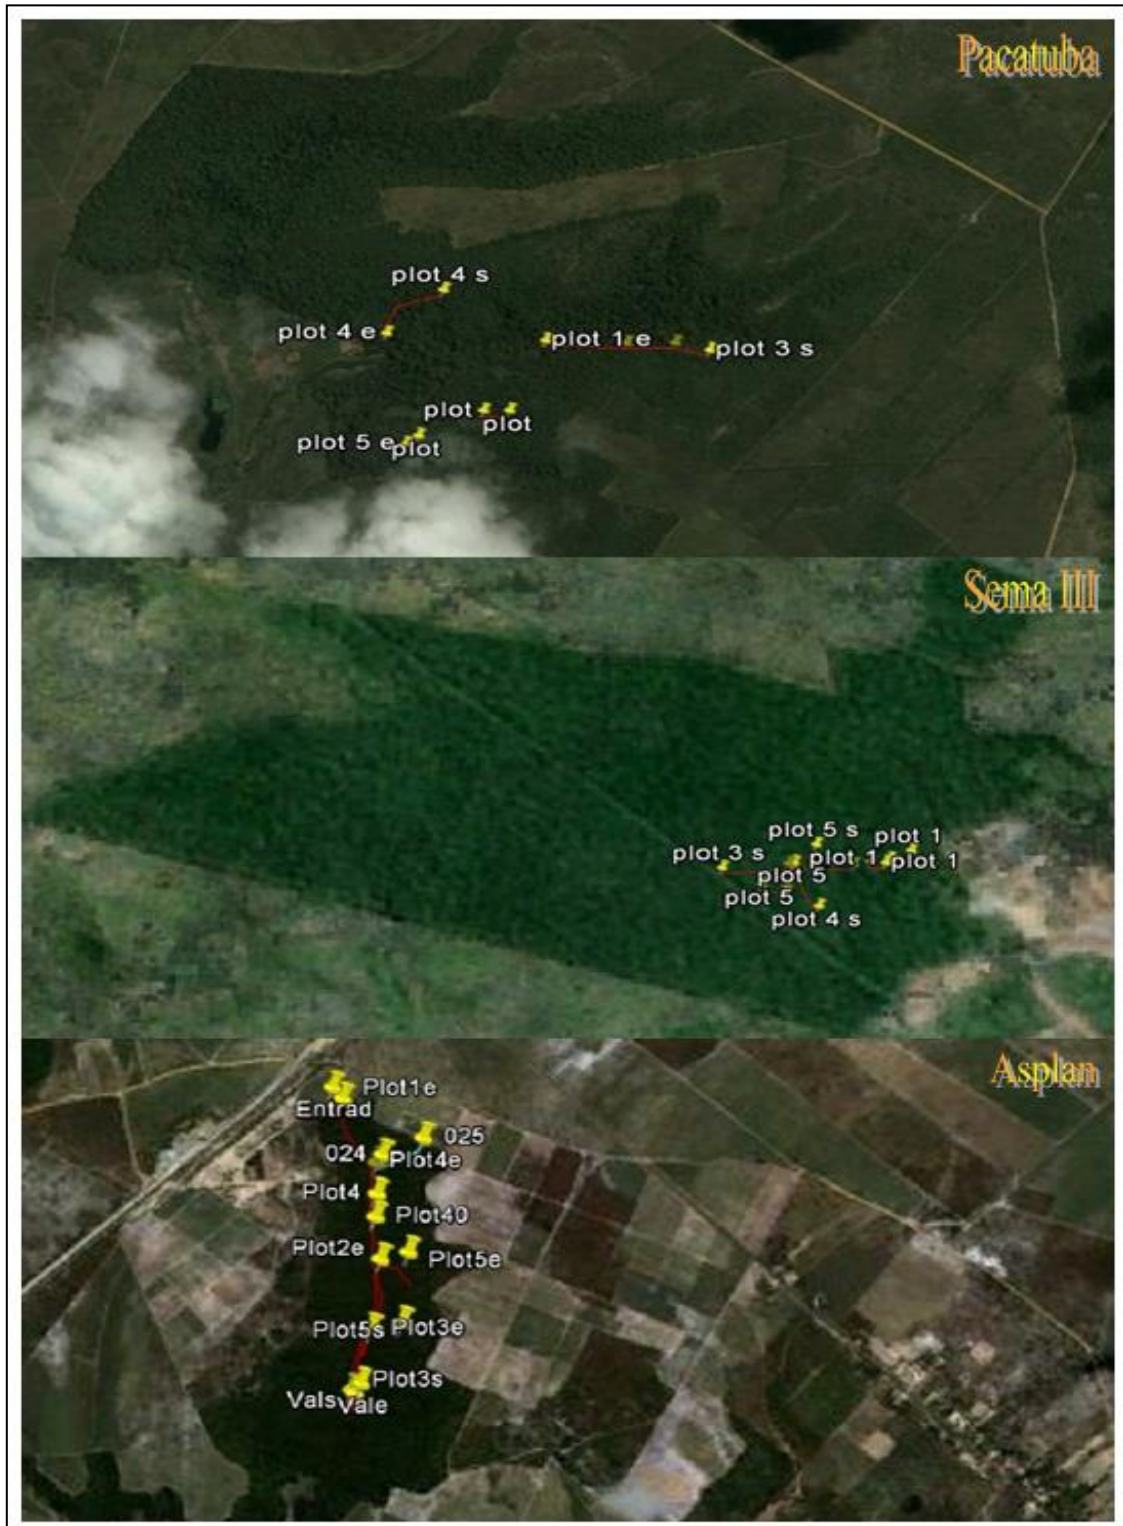 Pacatuba
plot 4 s
plot 4 e
plot 1 e
plot 3 s
plot
plot
plot 5 e
plot
Sema III
plot 5 s
plot 1
plot 3 s
plot 1
plot 1
plot 5
plot 5
plot 4 s
Asplan
Plot1e
Entrad
025
024
Plot4e
Plot4
Plot40
Plot2e
Plot5e
Plot5s
Plot3e
Plot3s
Vals
Vale